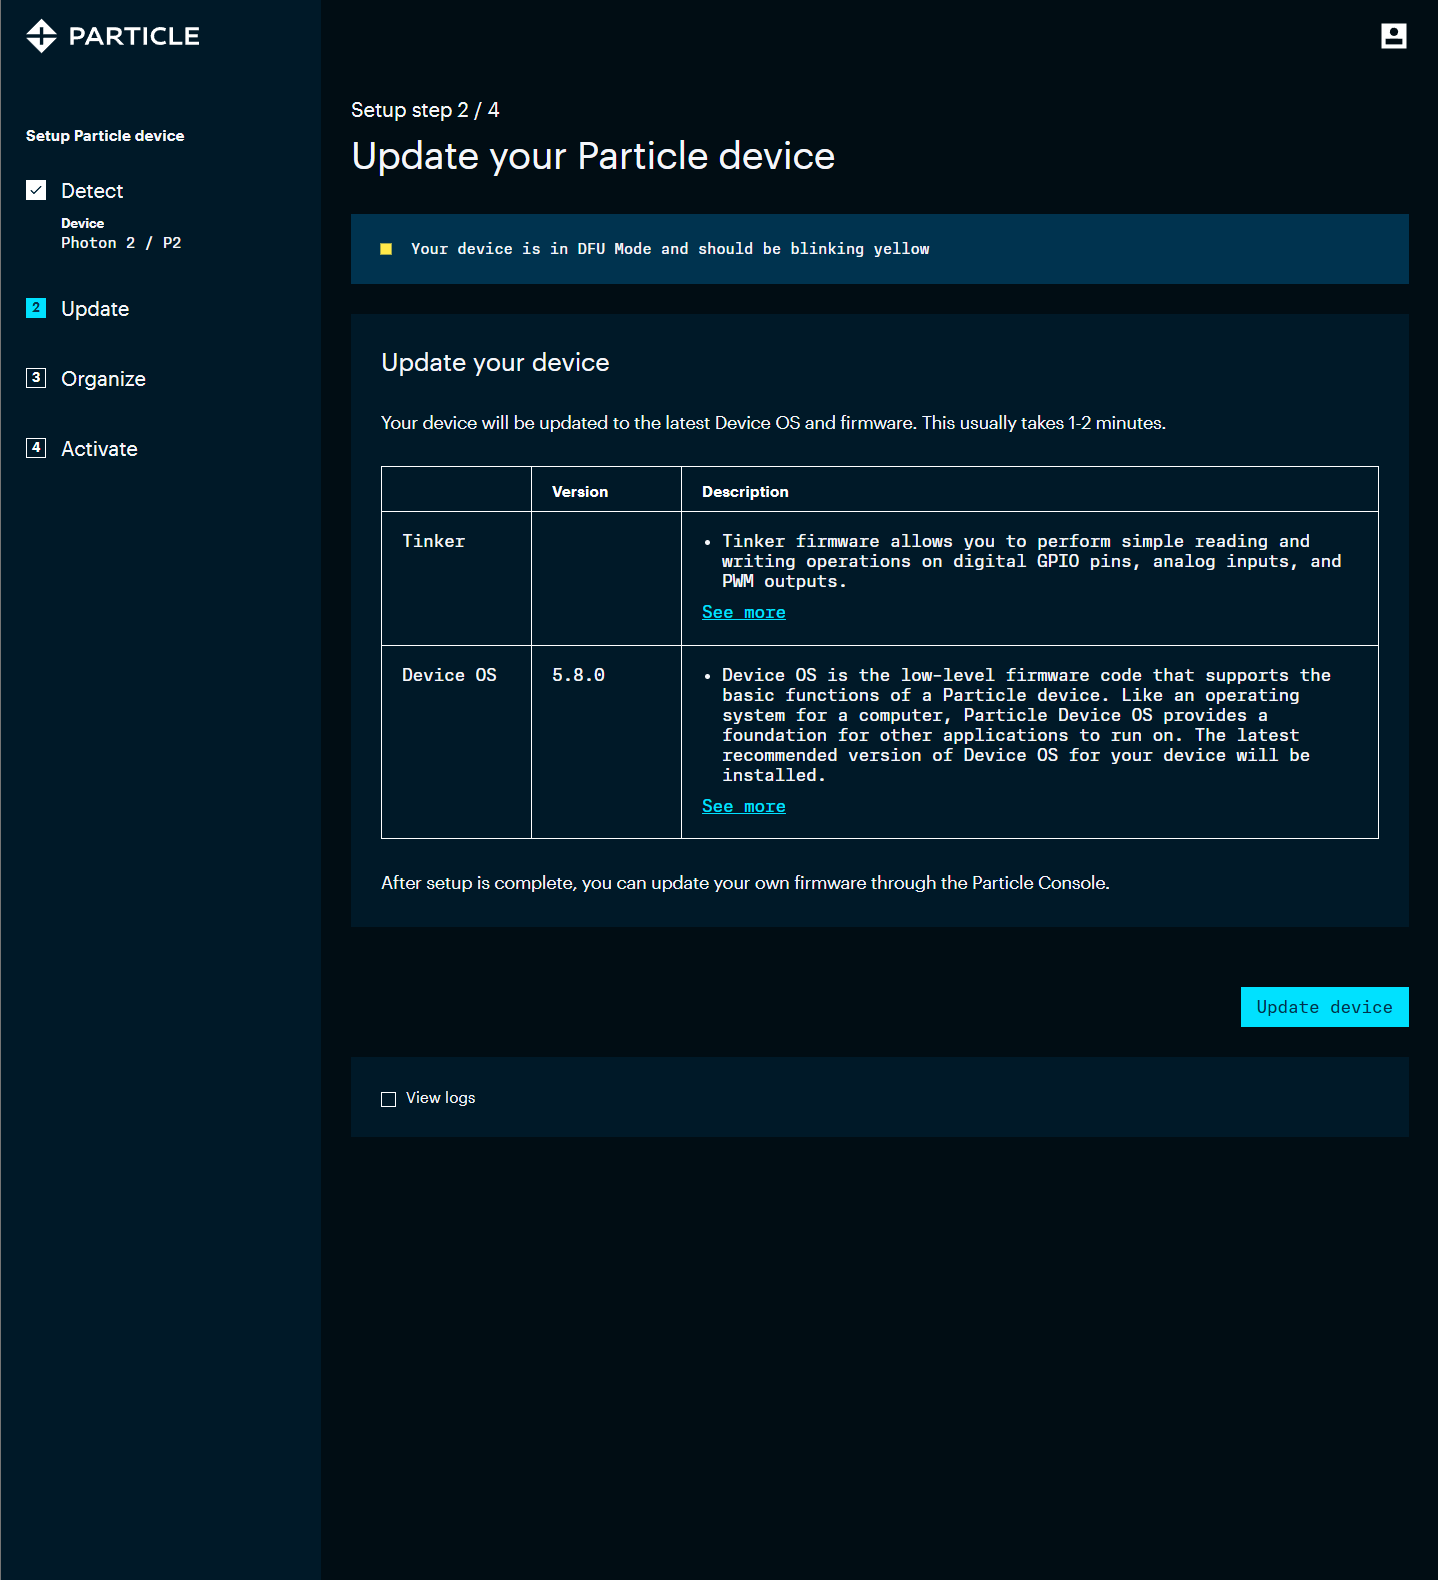 PARTICLE
Setup Particle device
Detect
Device
Photon 2 / P2
2 Update
3 Organize
4 Activate
Setup step 2 / 4
Update your Particle device
Your device is in DFU Mode and should be blinking yellow
Update your device
Your device will be updated to the latest Device OS and firmware. This usually takes 1-2 minutes.
Version Description
Tinker
• Tinker firmware allows you to perform simple reading and
writing operations on digital GPIO pins, analog inputs, and
PWM outputs.
See more
Device OS 5.8.0
• Device OS is the low-level firmware code that supports the
basic functions of a Particle device. Like an operating
system for a computer, Particle Device OS provides a
foundation for other applications to run on. The latest
recommended version of Device OS for your device will be
installed.
See more
After setup is complete, you can update your own firmware through the Particle Console.
Update device
View logs